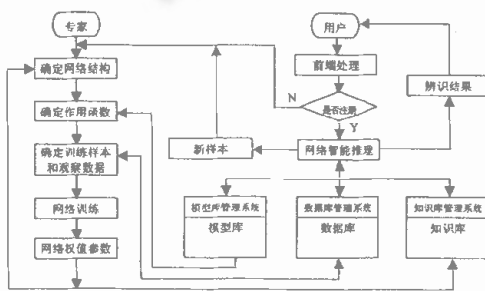 专家
用户
确定网络结构
前端处理
辨识结果
N
是否注册
确定作用函数
Y
新样本
网络智能推理
确定训练样本
和观察数据
网络训练
模型库管理系统
数据库管理系统
知识库管理系统
模型库
数据库
知识库
网络权值参数